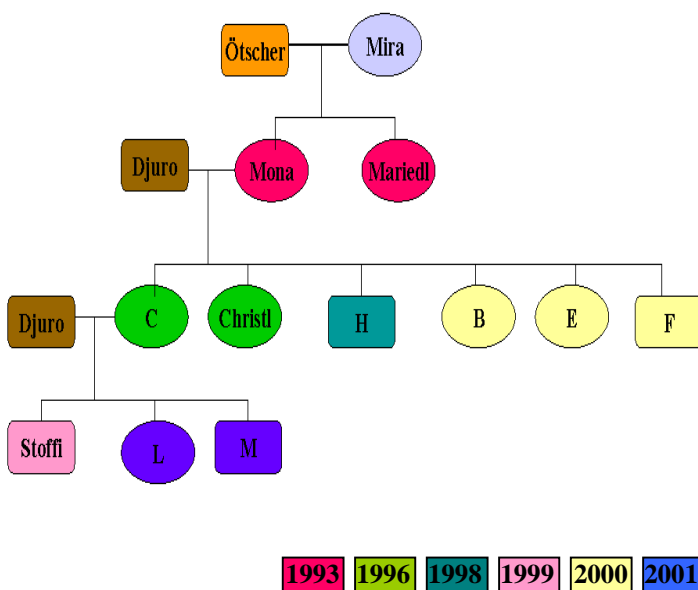 Ötscher Mira
Djuro Mona Mariedl
Djuro C Christl H B E F
Stoffi L M
1993 1996 1998 1999 2000 2001